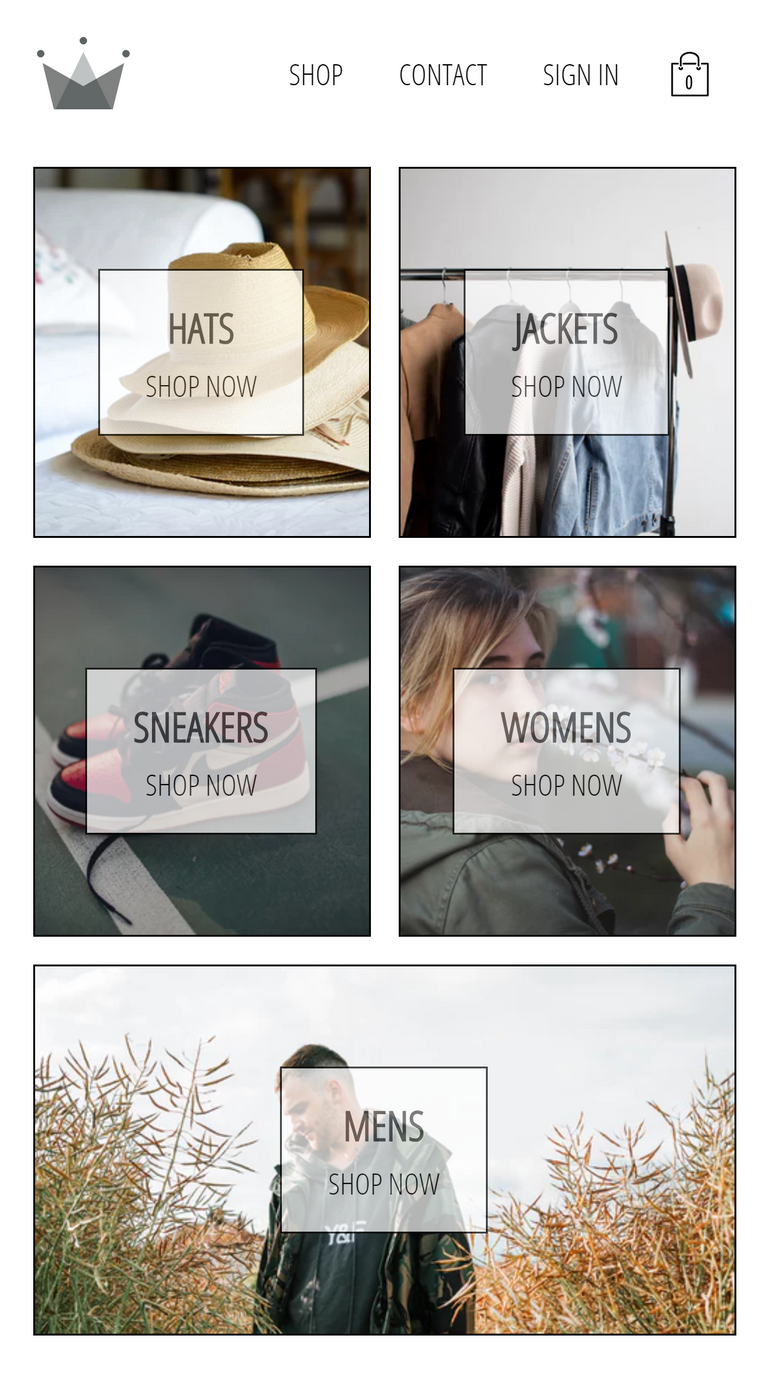 SHOP CONTACT SIGN IN 0
HATS
SHOP NOW
JACKETS
SHOP NOW
SNEAKERS
SHOP NOW
WOMENS
SHOP NOW
MENS
SHOP NOW
Y&F